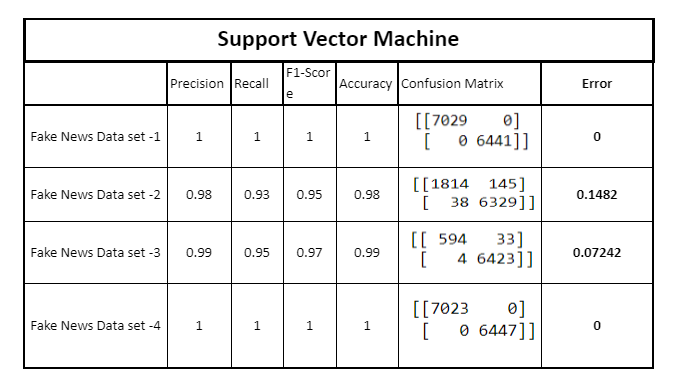 Support Vector Machine
Precision Recall F1-Scor
e Accuracy Confusion Matrix Error
Fake News Data set -1 1 1 1 1 [[7029 0]
[ 0 6441]] 0
Fake News Data set -2 0.98 0.93 0.95 0.98 [[1814 145]
[ 38 6329]] 0.1482
Fake News Data set -3 0.99 0.95 0.97 0.99 [[ 594 33]
[ 4 6423]] 0.07242
Fake News Data set -4 1 1 1 1 [[7023 0]
[ 0 6447]] 0